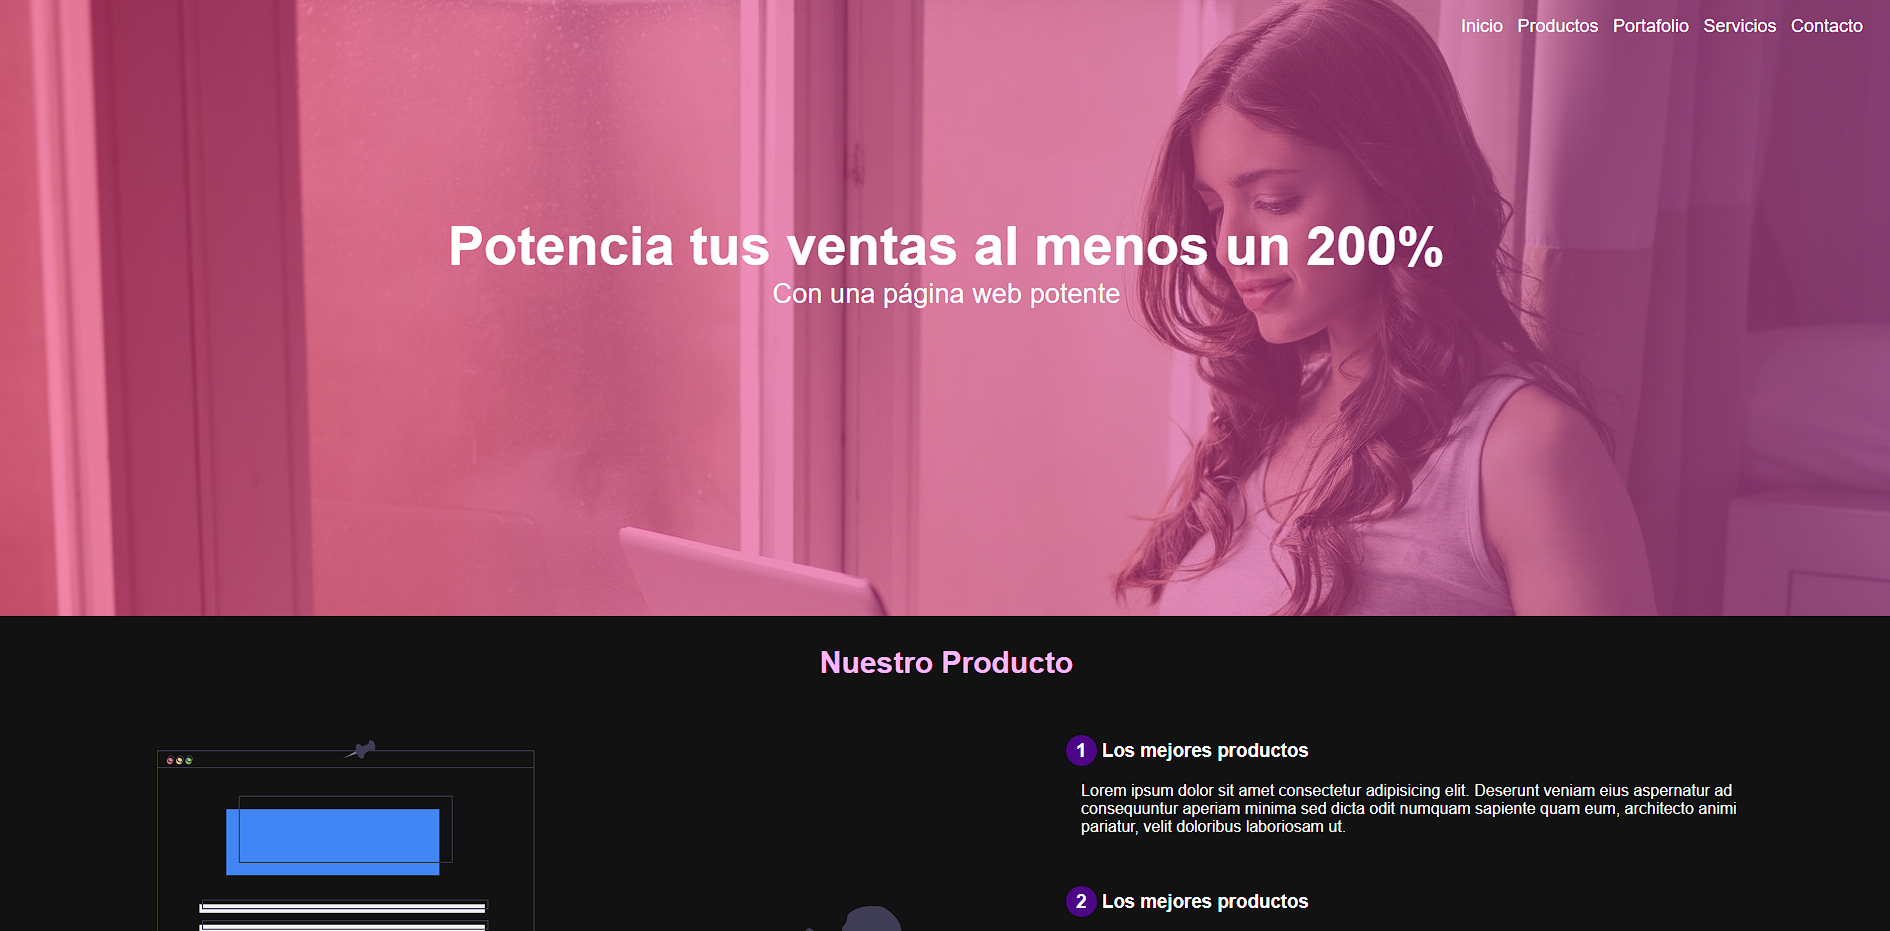 Inicio Productos Portafolio Servicios Contacto
Potencia tus ventas al menos un 200%
Con una página web potente
Nuestro Producto
1 Los mejores productos
Lorem ipsum dolor sit amet consectetur adipisicing elit. Deserunt veniam eius aspernatur ad
consequuntur aperiam minima sed dicta odit numquam sapiente quam eum, architecto animi
pariatur, velit doloribus laboriosam ut.
2 Los mejores productos